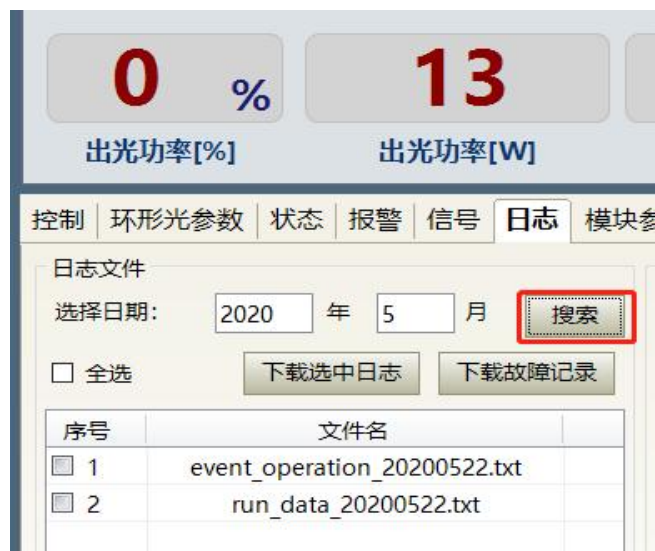 0 % 13
出光功率[%] 出光功率[W]
控制 环形光参数 状态 报警 信号 日志 模块参
日志文件
选择日期: 2020 年 5 月 搜索
全选 下载选中日志 下载故障记录
序号 文件名
1 event_operation_20200522.txt
2 run_data_20200522.txt